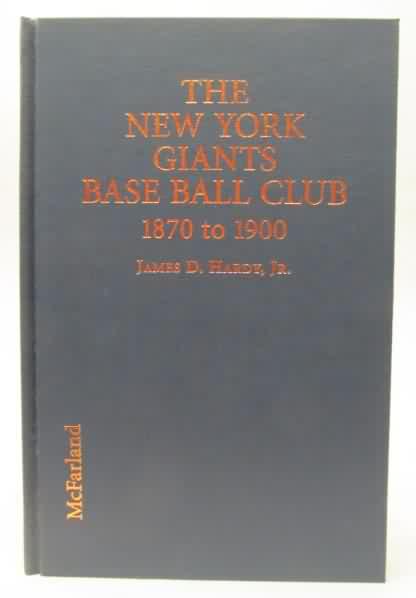 THE
NEW YORK
GIANTS
BASE BALL CLUB
1870 to 1900
JAMES D. HARDY, JR.
McFarland